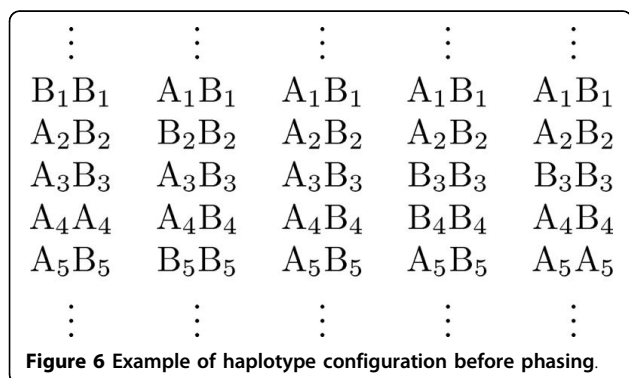 ⋮ ⋮ ⋮ ⋮ ⋮
B₁B₁ A₁B₁ A₁B₁ A₁B₁ A₁B₁
A₂B₂ B₂B₂ A₂B₂ A₂B₂ A₂B₂
A₃B₃ A₃B₃ A₃B₃ B₃B₃ B₃B₃
A₄A₄ A₄B₄ A₄B₄ B₄B₄ A₄B₄
A₅B₅ B₅B₅ A₅B₅ A₅B₅ A₅A₅
⋮ ⋮ ⋮ ⋮ ⋮
Figure 6 Example of haplotype configuration before phasing.